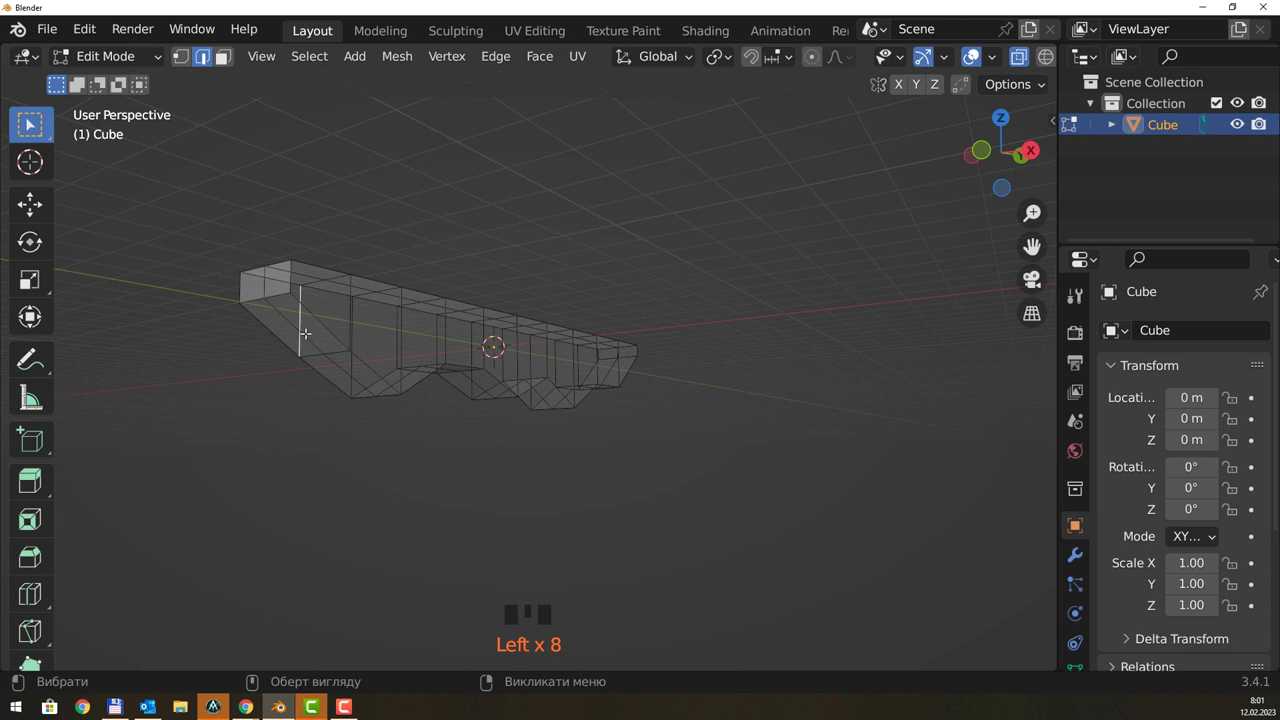 Blender
File Edit Render Window Help Layout Modeling Sculpting UV Editing Texture Paint Shading Animation Re Scene ViewLayer
Edit Mode View Select Add Mesh Vertex Edge Face UV Global
X Y Z Options
User Perspective
(1) Cube
Z
X
Y
Scene Collection
Collection
Cube
Cube
Cube
Transform
Locati... 0 m
Y 0 m
Z 0 m
Rotati... 0°
Y 0°
Z 0°
Mode XY...
Scale X 1.00
Y 1.00
Z 1.00
Delta Transform
Relations
Left x 8
Вибрати Оберт вигляду Викликати меню 3.4.1
8:01
12.02.2023